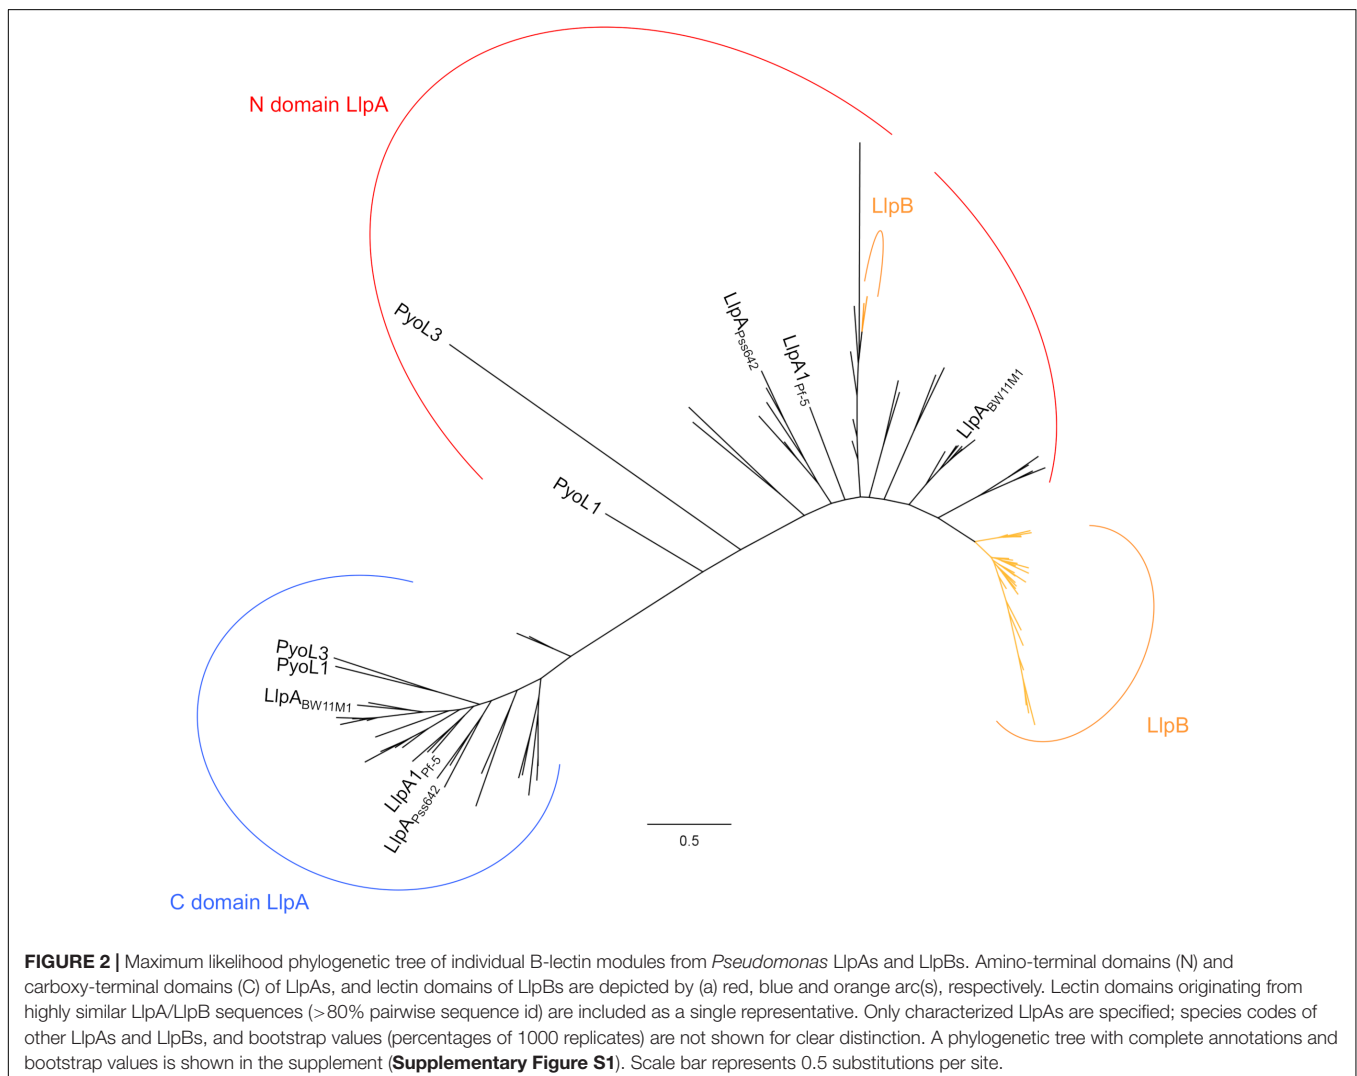 N domain LlpA
LlpB
PyoL3
LlpAPss642
LlpA1Pf-5
LlpABW11M1
PyoL1
PyoL3
PyoL1
LlpABW11M1
LlpA1Pf-5
LlpAPss642
LlpB
0.5
C domain LlpA
FIGURE 2 | Maximum likelihood phylogenetic tree of individual B-lectin modules from Pseudomonas LlpAs and LlpBs. Amino-terminal domains (N) and
carboxy-terminal domains (C) of LlpAs, and lectin domains of LlpBs are depicted by (a) red, blue and orange arc(s), respectively. Lectin domains originating from
highly similar LlpA/LlpB sequences (>80% pairwise sequence id) are included as a single representative. Only characterized LlpAs are specified; species codes of
other LlpAs and LlpBs, and bootstrap values (percentages of 1000 replicates) are not shown for clear distinction. A phylogenetic tree with complete annotations and
bootstrap values is shown in the supplement (Supplementary Figure S1). Scale bar represents 0.5 substitutions per site.